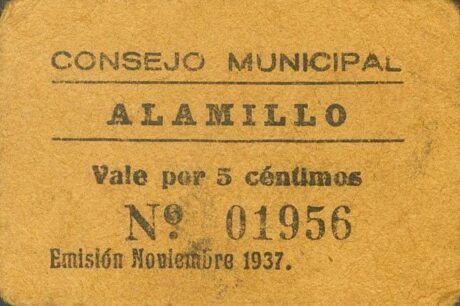 CONSEJO MUNICIPAL
ALAMILLO
Vale por 5 céntimos
Nº. 01956
Emisión Noviembre 1937.